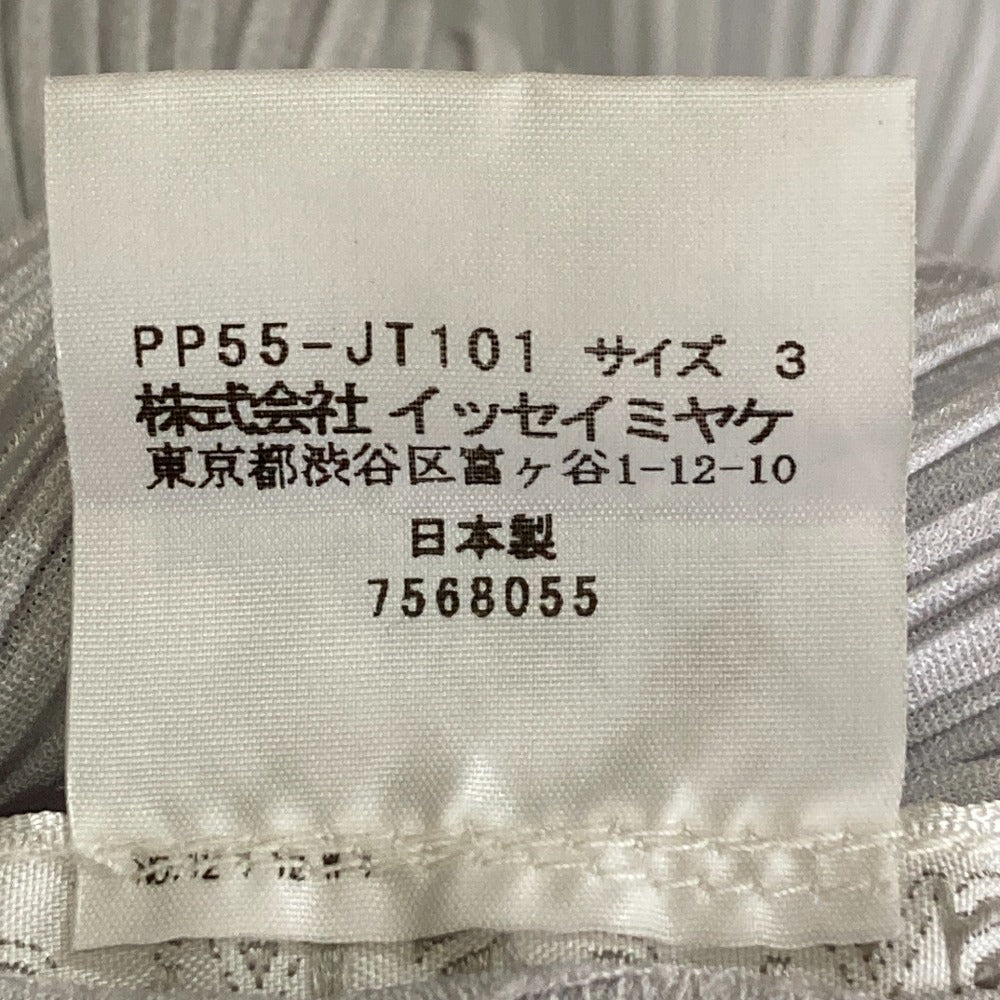 PP55-JT101 サイズ 3
株式会社 イッセイミヤケ
東京都渋谷区富ヶ谷1-12-10
日本製
7568055